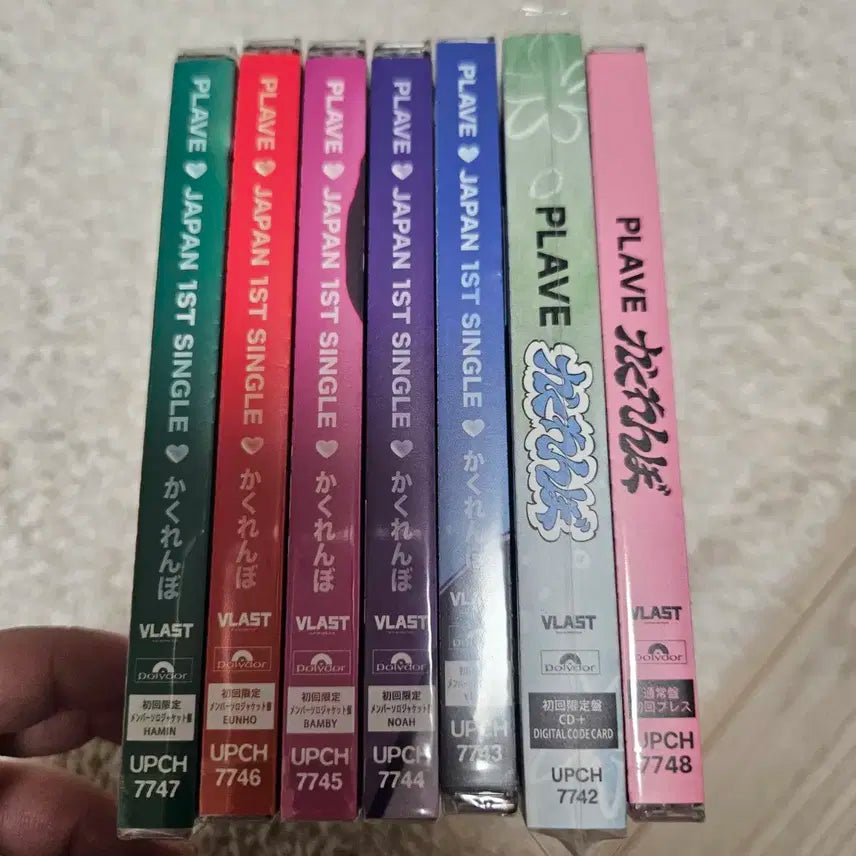 PLAVE ♥ JAPAN 1ST SINGLE ♥ かくれんぼ
VLAST
polydor
初回限定
メンバーソロジャケット盤
HAMIN
UPCH
7747
PLAVE ♥ JAPAN 1ST SINGLE ♥ かくれんぼ
VLAST
polydor
初回限定
メンバーソロジャケット盤
EUNHO
UPCH
7746
PLAVE ♥ JAPAN 1ST SINGLE ♥ かくれんぼ
VLAST
polydor
初回限定
メンバーソロジャケット盤
BAMBY
UPCH
7745
PLAVE ♥ JAPAN 1ST SINGLE ♥ かくれんぼ
VLAST
polydor
初回限定
メンバーソロジャケット盤
NOAH
UPCH
7744
PLAVE ♥ JAPAN 1ST SINGLE ♥ かくれんぼ
UPCH
7743
PLAVE かくれんぼ
VLAST
polydor
初回限定盤
CD+
DIGITAL CODE CARD
UPCH
7742
PLAVE かくれんぼ
VLAST
polydor
通常盤
初回プレス
UPCH
7748